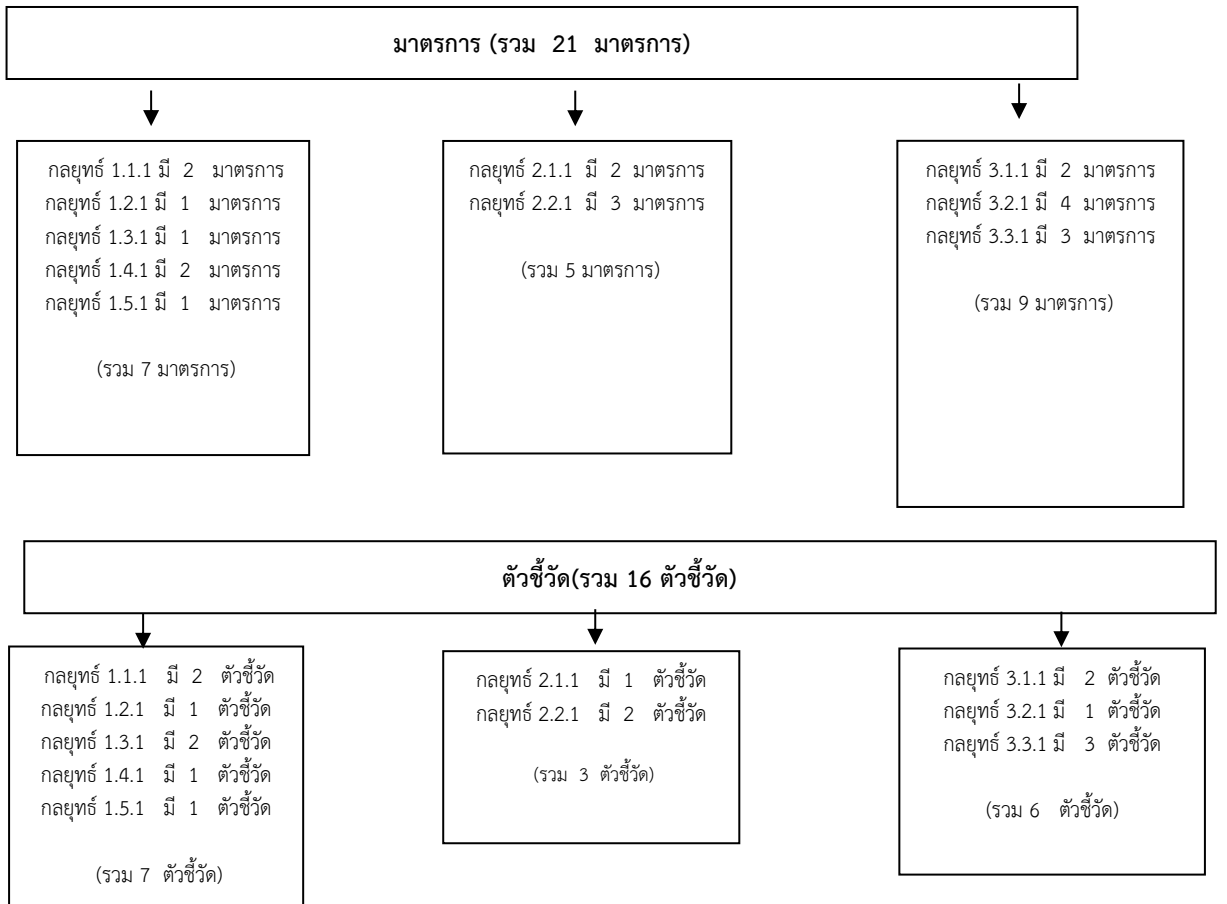 มาตรการ (รวม 21 มาตรการ)
กลยุทธ์ 1.1.1 มี 2 มาตรการ
กลยุทธ์ 1.2.1 มี 1 มาตรการ
กลยุทธ์ 1.3.1 มี 1 มาตรการ
กลยุทธ์ 1.4.1 มี 2 มาตรการ
กลยุทธ์ 1.5.1 มี 1 มาตรการ
(รวม 7 มาตรการ)
กลยุทธ์ 2.1.1 มี 2 มาตรการ
กลยุทธ์ 2.2.1 มี 3 มาตรการ
(รวม 5 มาตรการ)
กลยุทธ์ 3.1.1 มี 2 มาตรการ
กลยุทธ์ 3.2.1 มี 4 มาตรการ
กลยุทธ์ 3.3.1 มี 3 มาตรการ
(รวม 9 มาตรการ)
ตัวชี้วัด(รวม 16 ตัวชี้วัด)
กลยุทธ์ 1.1.1 มี 2 ตัวชี้วัด
กลยุทธ์ 1.2.1 มี 1 ตัวชี้วัด
กลยุทธ์ 1.3.1 มี 2 ตัวชี้วัด
กลยุทธ์ 1.4.1 มี 1 ตัวชี้วัด
กลยุทธ์ 1.5.1 มี 1 ตัวชี้วัด
(รวม 7 ตัวชี้วัด)
กลยุทธ์ 2.1.1 มี 1 ตัวชี้วัด
กลยุทธ์ 2.2.1 มี 2 ตัวชี้วัด
(รวม 3 ตัวชี้วัด)
กลยุทธ์ 3.1.1 มี 2 ตัวชี้วัด
กลยุทธ์ 3.2.1 มี 1 ตัวชี้วัด
กลยุทธ์ 3.3.1 มี 3 ตัวชี้วัด
(รวม 6 ตัวชี้วัด)